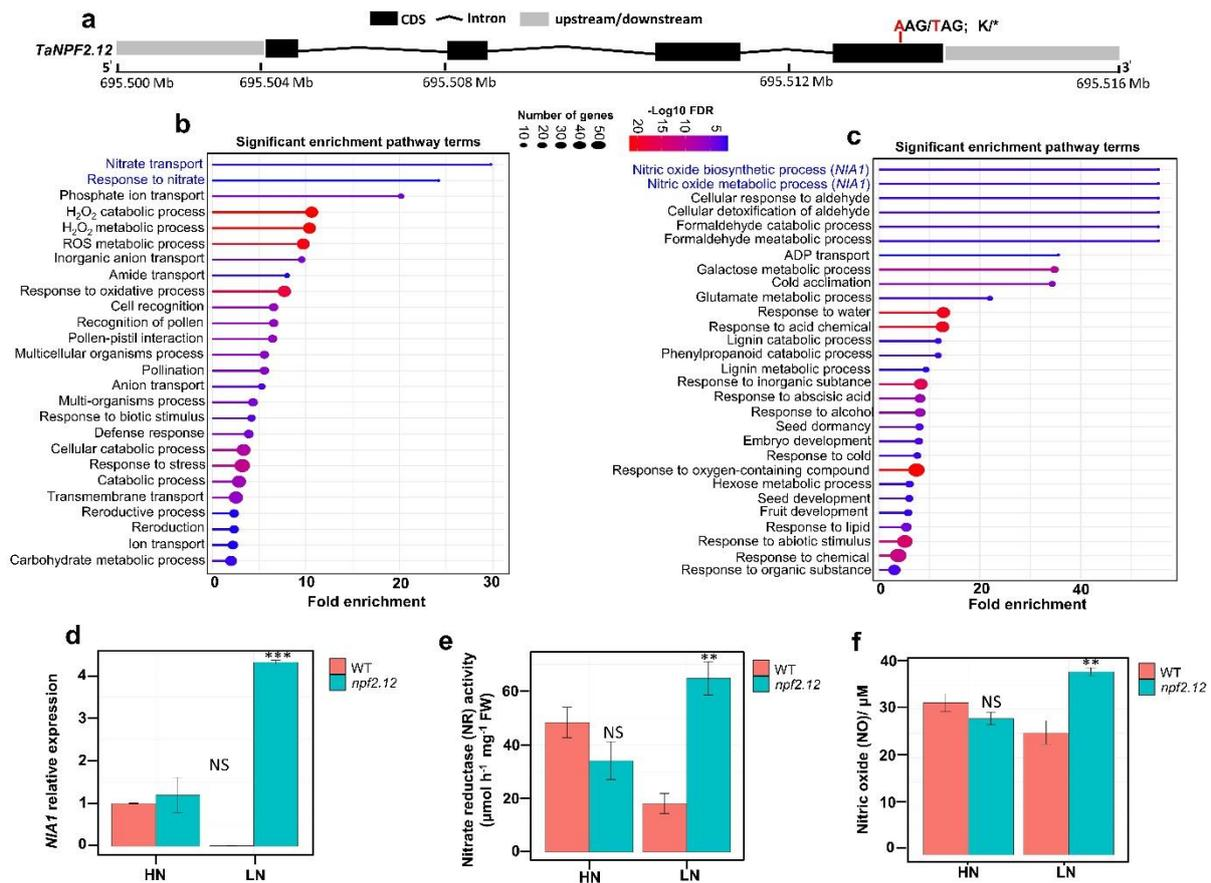 a
CDS Intron upstream/downstream
AAG/TAG; K/*
TaNPF2.12
5' 3'
695.500 Mb 695.504 Mb 695.508 Mb 695.512 Mb 695.516 Mb
b
Significant enrichment pathway terms
Nitrate transport
Response to nitrate
Phosphate ion transport
H₂O₂ catabolic process
H₂O₂ metabolic process
ROS metabolic process
Inorganic anion transport
Amide transport
Response to oxidative process
Cell recognition
Recognition of pollen
Pollen-pistil interaction
Multicellular organisms process
Pollination
Anion transport
Multi-organisms process
Response to biotic stimulus
Defense response
Cellular catabolic process
Response to stress
Catabolic process
Transmembrane transport
Reroductive process
Reroduction
Ion transport
Carbohydrate metabolic process
0 10 20 30
Fold enrichment
Number of genes
10 20 30 40 50
-Log10 FDR
20 15 10 5
c
Significant enrichment pathway terms
Nitric oxide biosynthetic process (NIA1)
Nitric oxide metabolic process (NIA1)
Cellular response to aldehyde
Cellular detoxification of aldehyde
Formaldehyde catabolic process
Formaldehyde meatabolic process
ADP transport
Galactose metabolic process
Cold acclimation
Glutamate metabolic process
Response to water
Response to acid chemical
Lignin catabolic process
Phenylpropanoid catabolic process
Lignin metabolic process
Response to inorganic subtance
Response to abscisic acid
Response to alcoho
Seed dormancy
Embryo development
Response to cold
Response to oxygen-containing compound
Hexose metabolic process
Seed development
Fruit development
Response to lipid
Response to abiotic stimulus
Response to chemical
Response to organic substance
0 20 40
Fold enrichment
d
NIA1 relative expression
4
3
2
1
0
NS
***
HN LN
WT
npf2.12
e
Nitrate reductase (NR) activity
(µmol h⁻¹ mg⁻¹ FW)
60
40
20
0
NS
**
HN LN
WT
npf2.12
f
Nitric oxide (NO)/ µM
40
30
20
10
0
NS
**
HN LN
WT
npf2.12